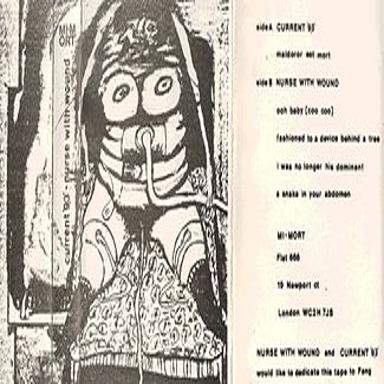 MI-MORT
current '93' - nurse with wound
side A CURRENT 93
maldoror est mort
side B NURSE WITH WOUND
ooh baby (coo coo)
fashioned to a device behind a tree
i was no longer his dominant
a snake in your abdomen
MI-MORT
Flat 666
19 Newport ct
London WC2H 7JS
NURSE WITH WOUND and CURRENT 93
would like to dedicate this tape to Fang